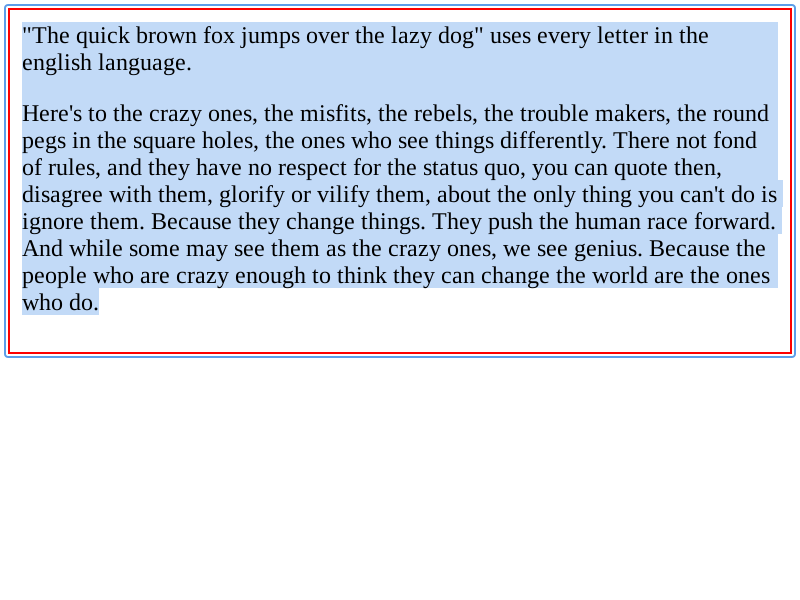 "The quick brown fox jumps over the lazy dog" uses every letter in the
english language.
Here's to the crazy ones, the misfits, the rebels, the trouble makers, the round
pegs in the square holes, the ones who see things differently. There not fond
of rules, and they have no respect for the status quo, you can quote then,
disagree with them, glorify or vilify them, about the only thing you can't do is
ignore them. Because they change things. They push the human race forward.
And while some may see them as the crazy ones, we see genius. Because the
people who are crazy enough to think they can change the world are the ones
who do.